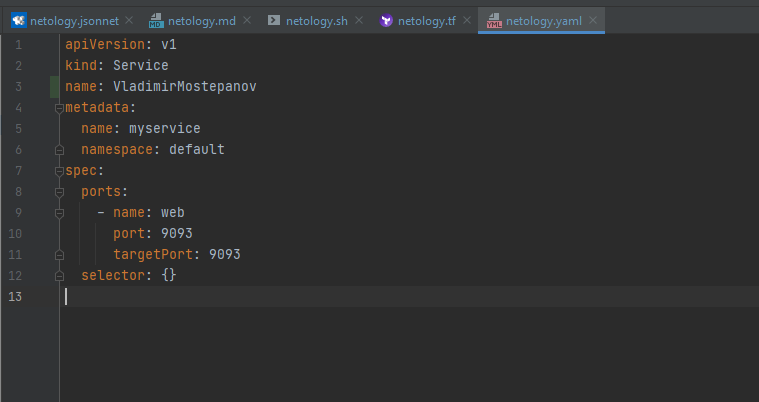 netology.jsonnet netology.md netology.sh netology.tf netology.yaml
1 apiVersion: v1
2 kind: Service
3 name: VladimirMostepanov
4 metadata:
5   name: myservice
6   namespace: default
7 spec:
8   ports:
9     - name: web
10       port: 9093
11       targetPort: 9093
12   selector: {}
13